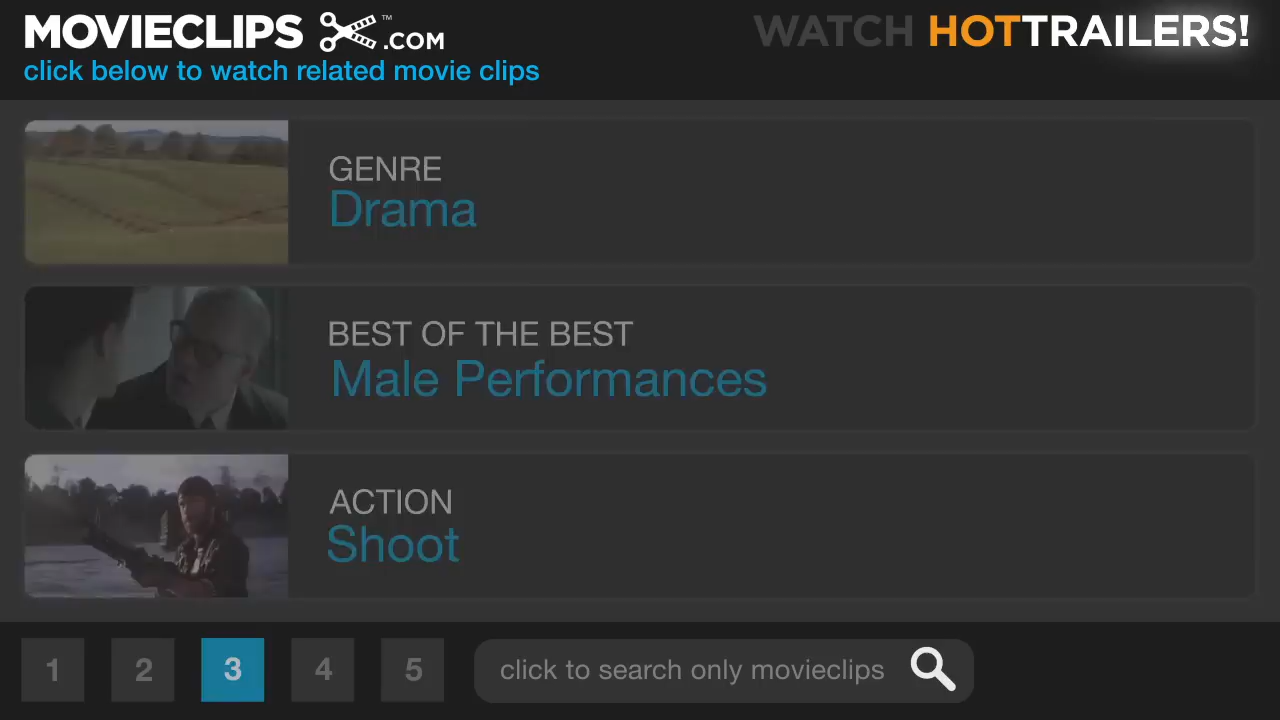 MOVIECLIPS™.COM
click below to watch related movie clips
WATCH HOTTRAILERS!
GENRE
Drama
BEST OF THE BEST
Male Performances
ACTION
Shoot
1 2 3 4 5
click to search only movieclips